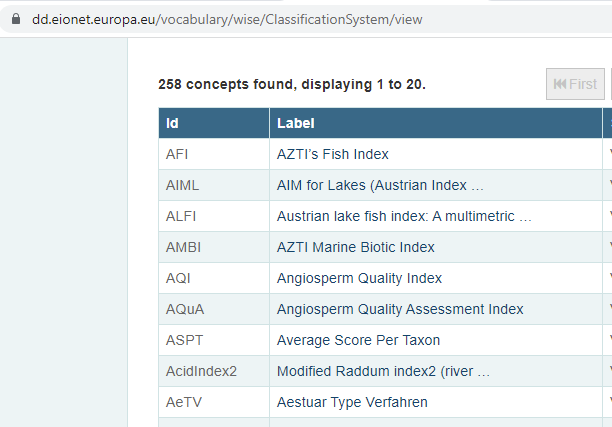 dd.eionet.europa.eu/vocabulary/wise/ClassificationSystem/view
258 concepts found, displaying 1 to 20. First
Id Label
AFI AZTI's Fish Index
AIML AIM for Lakes (Austrian Index …
ALFI Austrian lake fish index: A multimetric …
AMBI AZTI Marine Biotic Index
AQI Angiosperm Quality Index
AQuA Angiosperm Quality Assessment Index
ASPT Average Score Per Taxon
AcidIndex2 Modified Raddum index2 (river …
AeTV Aestuar Type Verfahren